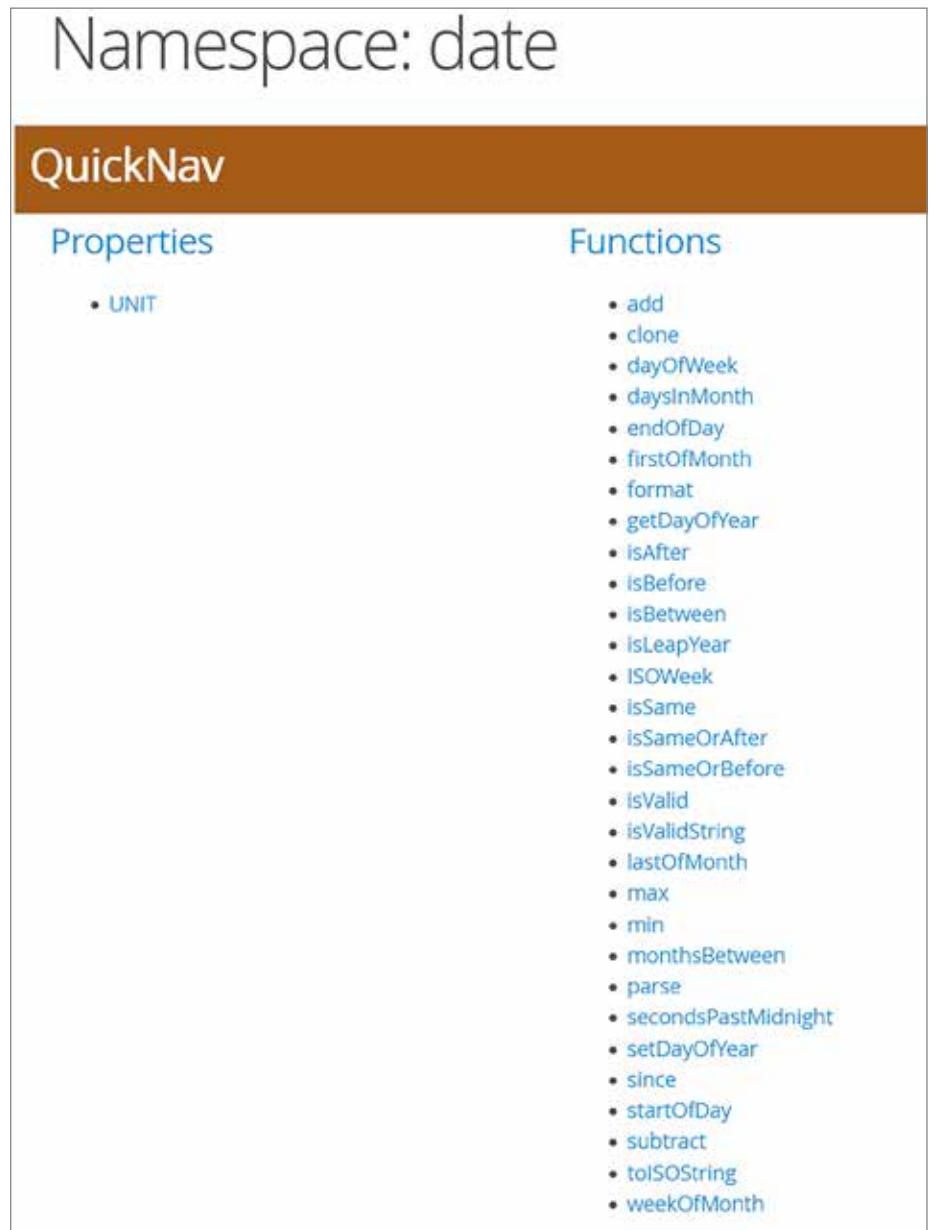 Namespace: date
QuickNav
Properties
• UNIT
Functions
• add
• clone
• dayOfWeek
• daysInMonth
• endOfDay
• firstOfMonth
• format
• getDayOfYear
• isAfter
• isBefore
• isBetween
• isLeapYear
• ISOWeek
• isSame
• isSameOrAfter
• isSameOrBefore
• isValid
• isValidString
• lastOfMonth
• max
• min
• monthsBetween
• parse
• secondsPastMidnight
• setDayOfYear
• since
• startOfDay
• subtract
• toISOString
• weekOfMonth